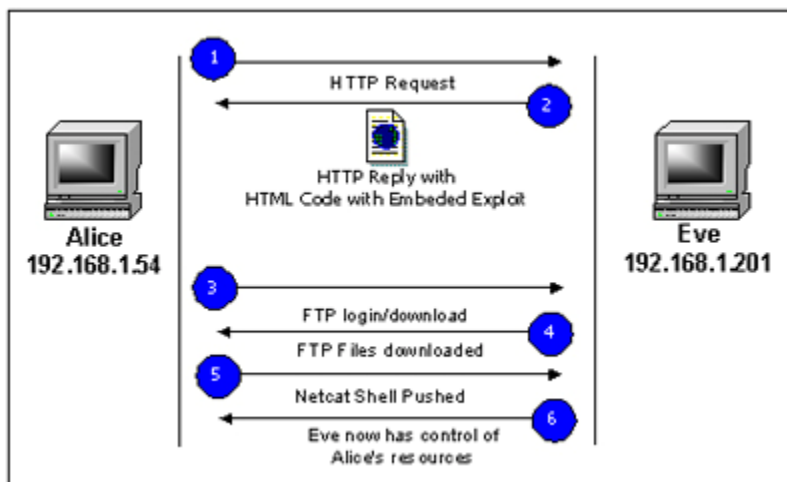 1
HTTP Request
2
HTTP Reply with
HTML Code with Embeded Exploit
Alice
192.168.1.54
Eve
192.168.1.201
3
FTP login/download
4
FTP Files downloaded
5
Netcat Shell Pushed
6
Eve now has control of
Alice's resources